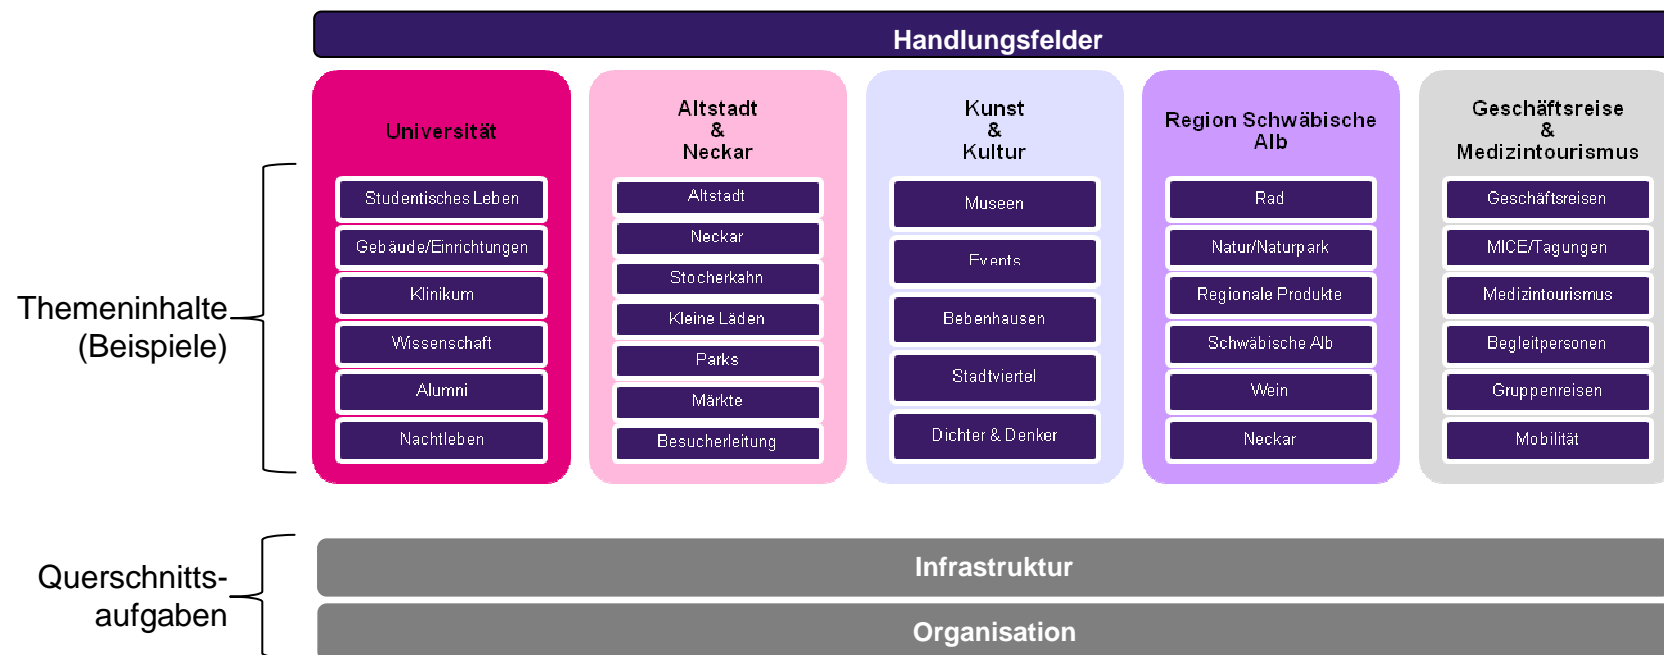 Handlungsfelder
Universität
Studentisches Leben
Gebäude/Einrichtungen
Klinikum
Wissenschaft
Alumni
Nachtleben
Altstadt
&
Neckar
Altstadt
Neckar
Stocherkahn
Kleine Läden
Parks
Märkte
Besucherleitung
Kunst
&
Kultur
Museen
Events
Bebenhausen
Stadtviertel
Dichter & Denker
Region Schwäbische
Alb
Rad
Natur/Naturpark
Regionale Produkte
Schwäbische Alb
Wein
Neckar
Geschäftsreise
&
Medizintourismus
Geschäftsreisen
MICE/Tagungen
Medizintourismus
Begleitpersonen
Gruppenreisen
Mobilität
Themeninhalte
(Beispiele)
Querschnitts-
aufgaben
Infrastruktur
Organisation